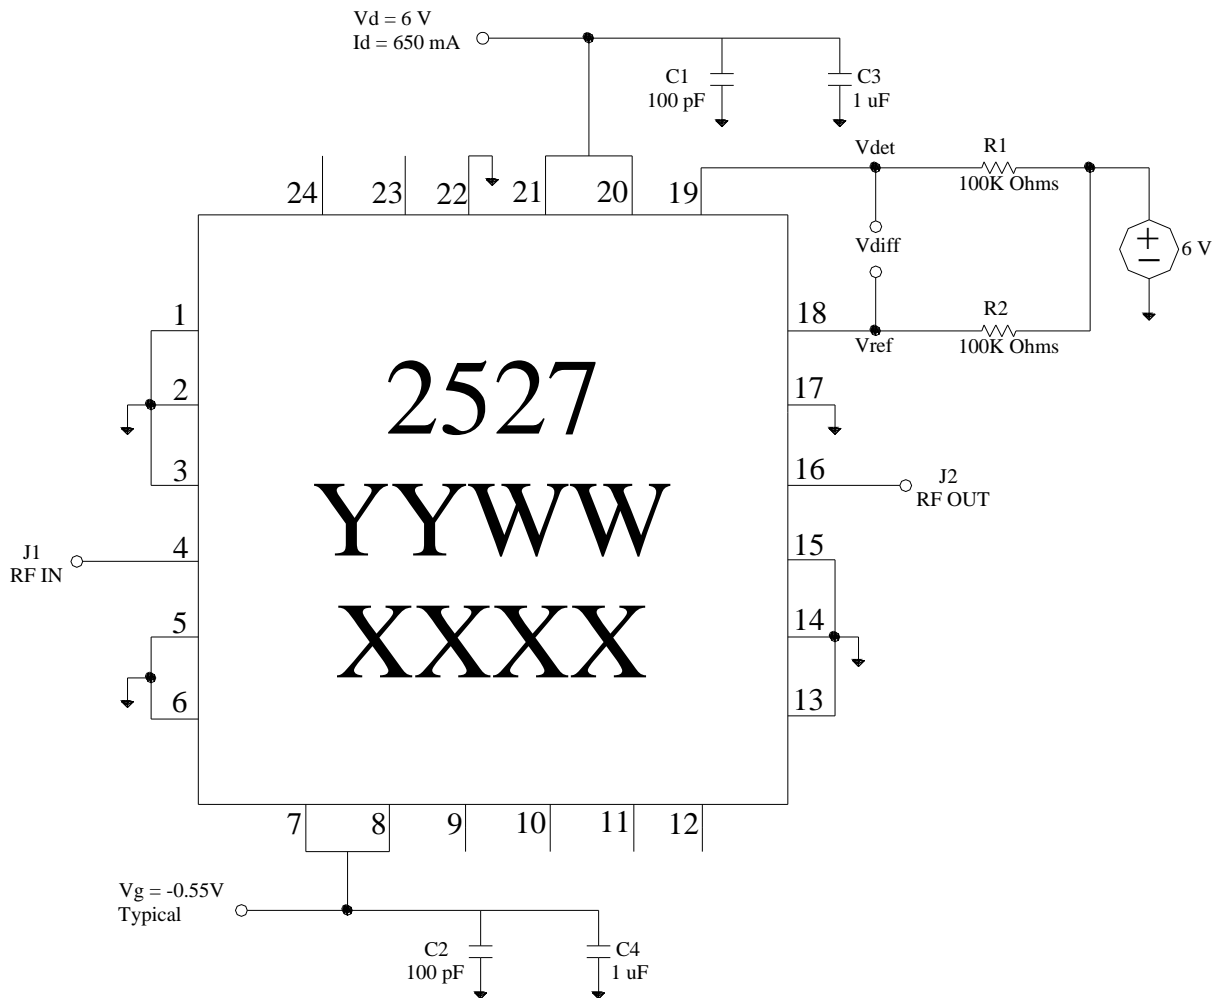 Vd = 6 V
Id = 650 mA
C1
100 pF
C3
1 uF
Vdet
R1
100K Ohms
24
23
22
21
20
19
Vdiff
6 V
1
18
R2
Vref
100K Ohms
2
17
2527
3
16
J2
RF OUT
YYWW
J1
RF IN
4
15
5
14
XXXX
6
13
7
8
9
10
11
12
Vg = -0.55V
Typical
C2
100 pF
C4
1 uF